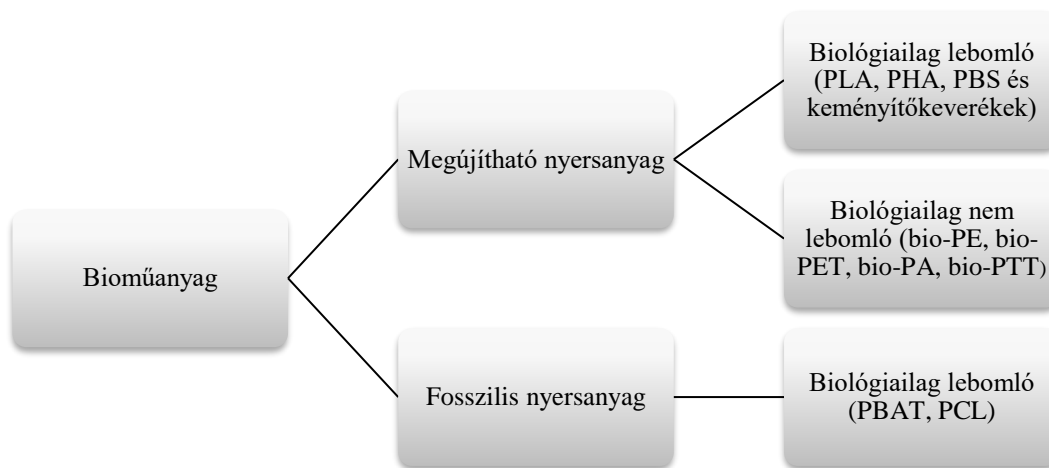 Bioműanyag
Megújítható nyersanyag
Biológiailag lebomló
(PLA, PHA, PBS és
keményítőkeverékek)
Biológiailag nem
lebomló (bio-PE, bio-
PET, bio-PA, bio-PTT)
Fosszilis nyersanyag
Biológiailag lebomló
(PBAT, PCL)